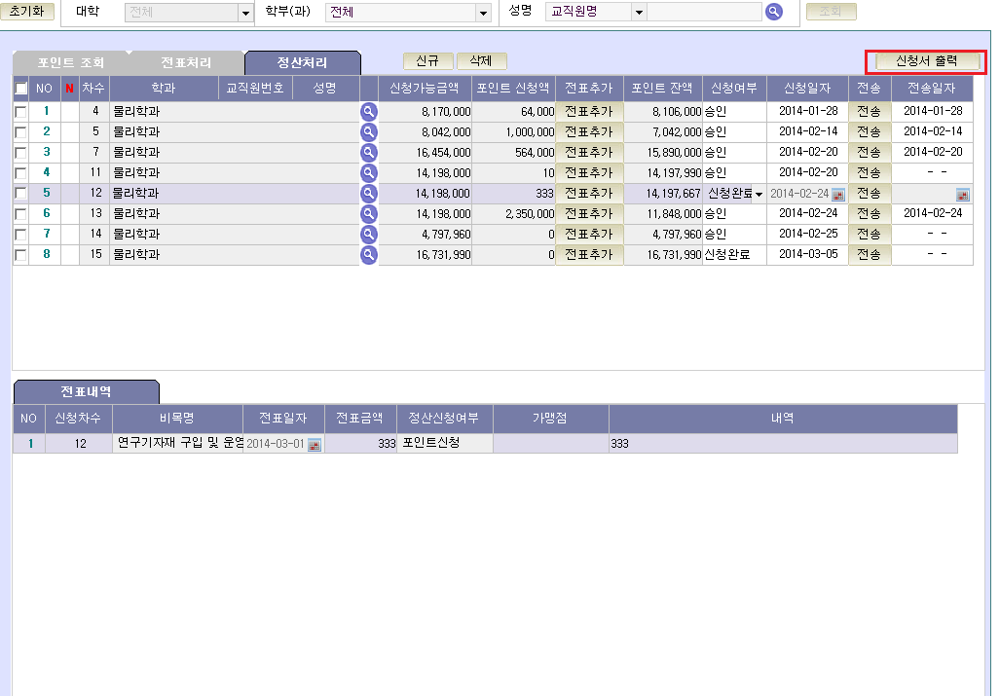 초기화 대학 전체 학부(과) 전체 성명 교직원명 조회
포인트 조회 전표처리 정산처리 신규 삭제 신청서 출력
NO N 차수 학과 교직원번호 성명 신청가능금액 포인트 신청액 전표추가 포인트 잔액 신청여부 신청일자 전송 전송일자
1 4 물리학과 8,170,000 64,000 전표추가 8,106,000 승인 2014-01-28 전송 2014-01-28
2 5 물리학과 8,042,000 1,000,000 전표추가 7,042,000 승인 2014-02-14 전송 2014-02-14
3 7 물리학과 16,454,000 564,000 전표추가 15,890,000 승인 2014-02-20 전송 2014-02-20
4 11 물리학과 14,198,000 10 전표추가 14,197,990 승인 2014-02-20 전송 - -
5 12 물리학과 14,198,000 333 전표추가 14,197,667 신청완료 2014-02-24 전송
6 13 물리학과 14,198,000 2,350,000 전표추가 11,848,000 승인 2014-02-24 전송 2014-02-24
7 14 물리학과 4,797,960 0 전표추가 4,797,960 승인 2014-02-25 전송 - -
8 15 물리학과 16,731,990 0 전표추가 16,731,990 신청완료 2014-03-05 전송 - -
전표내역
NO 신청차수 비목명 전표일자 전표금액 정산신청여부 가맹점 내역
1 12 연구기자재 구입 및 운영 2014-03-01 333 포인트신청 333